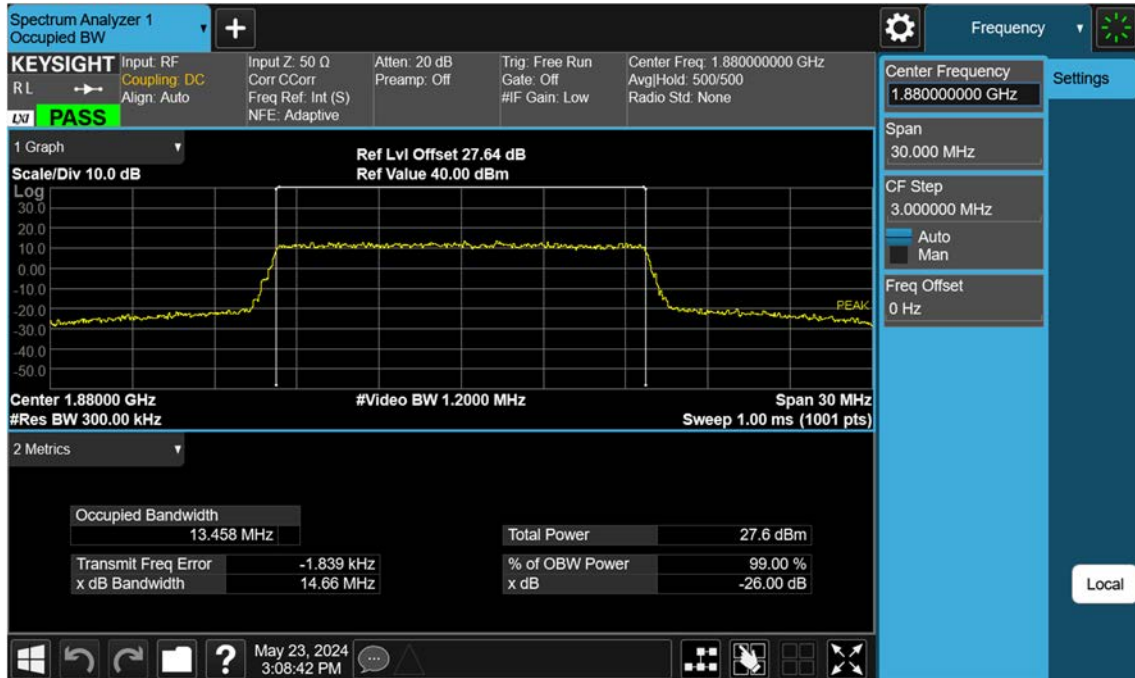 Spectrum Analyzer 1
Occupied BW
+
Frequency
KEYSIGHT
R L
LXI PASS
Input: RF
Coupling: DC
Align: Auto
Input Z: 50 Ω
Corr CCorr
Freq Ref: Int (S)
NFE: Adaptive
Atten: 20 dB
Preamp: Off
Trig: Free Run
Gate: Off
#IF Gain: Low
Center Freq: 1.880000000 GHz
Avg|Hold: 500/500
Radio Std: None
Center Frequency
1.880000000 GHz
Settings
Span
30.000 MHz
CF Step
3.000000 MHz
Auto
Man
Freq Offset
0 Hz
Local
1 Graph
Scale/Div 10.0 dB
Ref Lvl Offset 27.64 dB
Ref Value 40.00 dBm
Log
30.0
20.0
10.0
0.00
-10.0
-20.0
-30.0
-40.0
-50.0
PEAK
Center 1.88000 GHz
#Video BW 1.2000 MHz
Span 30 MHz
#Res BW 300.00 kHz
Sweep 1.00 ms (1001 pts)
2 Metrics
Occupied Bandwidth
13.458 MHz
Total Power 27.6 dBm
Transmit Freq Error -1.839 kHz
% of OBW Power 99.00 %
x dB Bandwidth 14.66 MHz
x dB -26.00 dB
?
May 23, 2024
3:08:42 PM